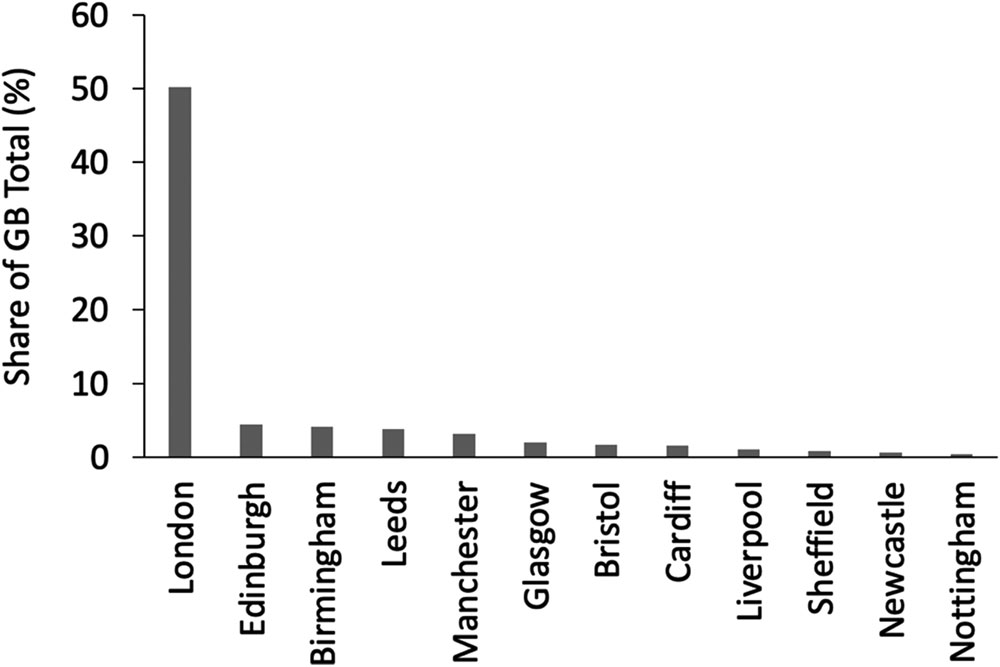 Share of GB Total (%)
60
50
40
30
20
10
0
London
Edinburgh
Birmingham
Leeds
Manchester
Glasgow
Bristol
Cardiff
Liverpool
Sheffield
Newcastle
Nottingham